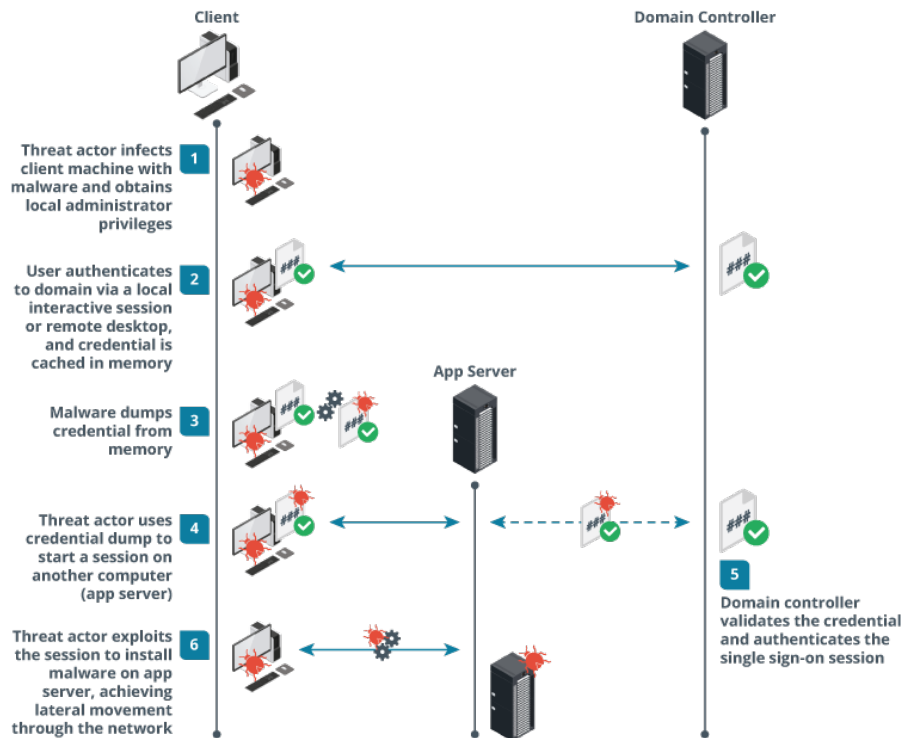 Client
Domain Controller
1
Threat actor infects
client machine with
malware and obtains
local administrator
privileges
2
User authenticates
to domain via a local
interactive session
or remote desktop,
and credential is
cached in memory
###
###
App Server
3
Malware dumps
credential from
memory
###
###
4
Threat actor uses
credential dump to
start a session on
another computer
(app server)
###
###
###
5
Domain controller
validates the credential
and authenticates the
single sign-on session
6
Threat actor exploits
the session to install
malware on app
server, achieving
lateral movement
through the network